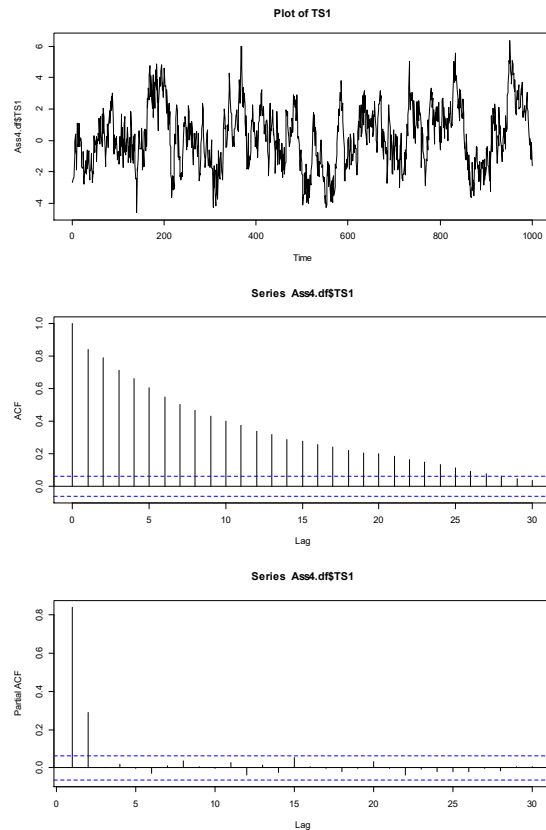 Plot of TS1
Ass4.df$TS1
6
4
2
0
-2
-4
0 200 400 600 800 1000
Time
Series Ass4.df$TS1
ACF
1.0
0.8
0.6
0.4
0.2
0.0
0 5 10 15 20 25 30
Lag
Series Ass4.df$TS1
Partial ACF
0.8
0.6
0.4
0.2
0.0
0 5 10 15 20 25 30
Lag